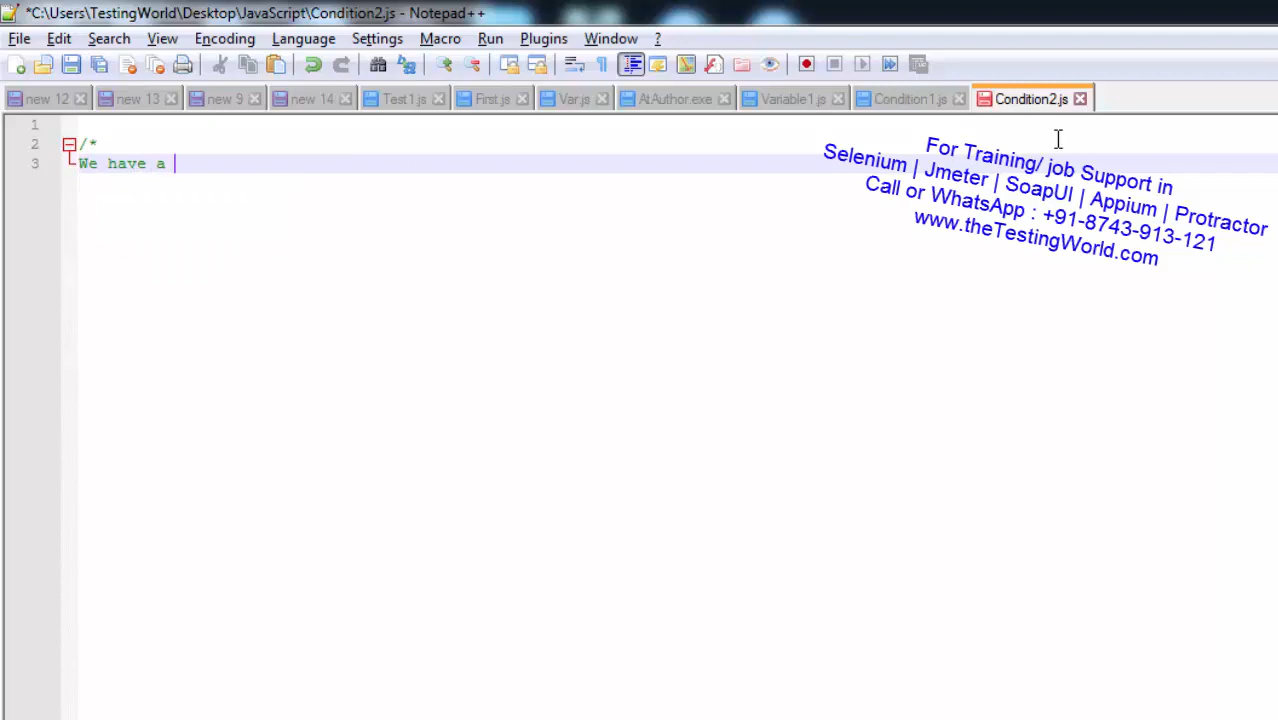 *C:\Users\TestingWorld\Desktop\JavaScript\Condition2.js - Notepad++
File Edit Search View Encoding Language Settings Macro Run Plugins Window ?
new 12 new 13 new 9 new 14 Test1.js First.js Var.js AtAuthor.exe Variable1.js Condition1.js Condition2.js
1
2 /*
3 We have a
For Training/ job Support in
Selenium | Jmeter | SoapUI | Appium | Protractor
Call or WhatsApp : +91-8743-913-121
www.theTestingWorld.com